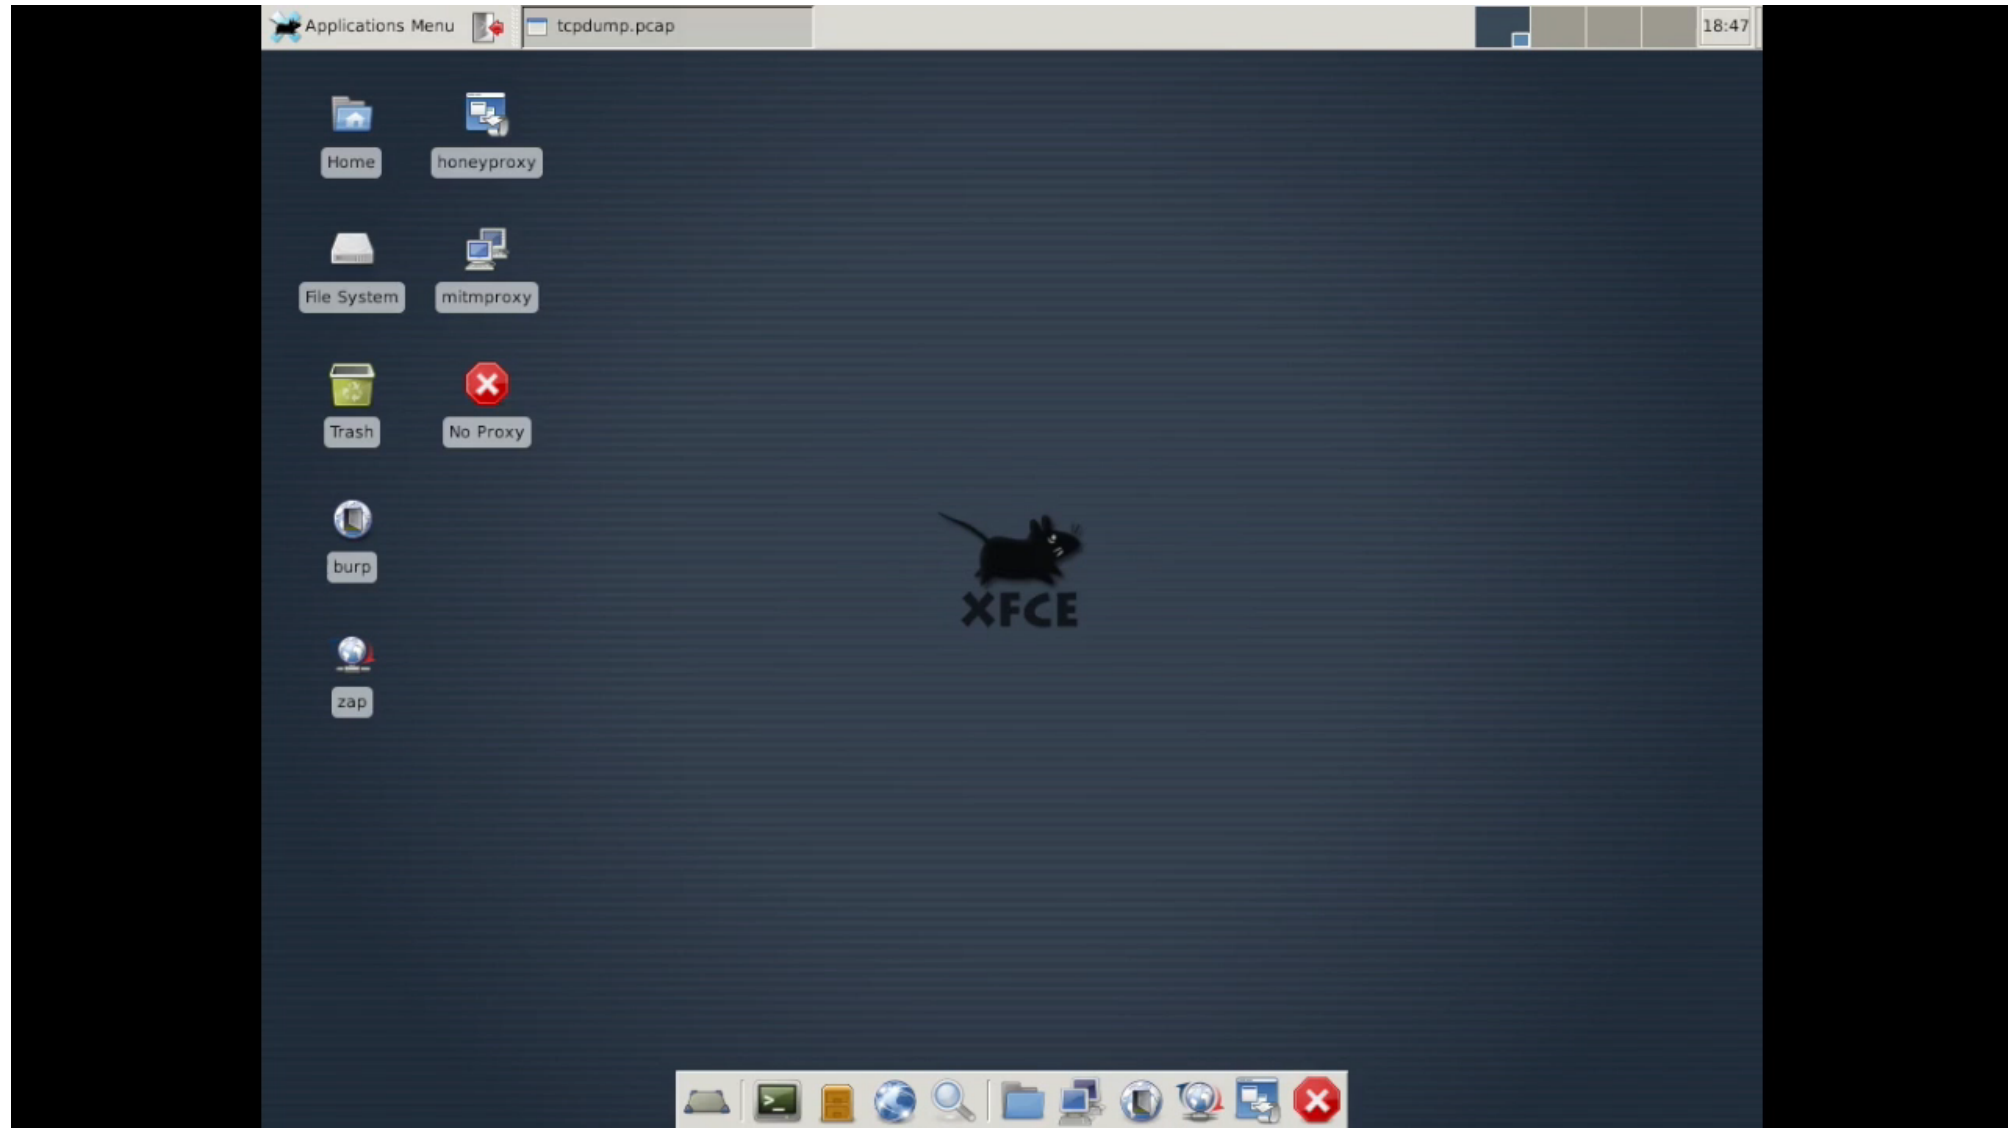 Applications Menu
tcpdump.pcap
18:47
Home
honeyproxy
File System
mitmproxy
Trash
No Proxy
burp
zap
XFCE